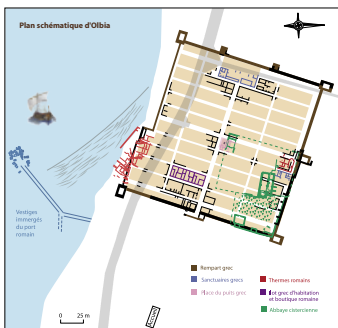 Plan schématique d'Olbia
Vestiges
immergés
du port
romain
Rempart grec
Sanctuaires grecs
Place du puits grec
Thermes romains
Îlot grec d'habitation
et boutique romaine
Abbaye cistercienne
0 25 m
Accueil